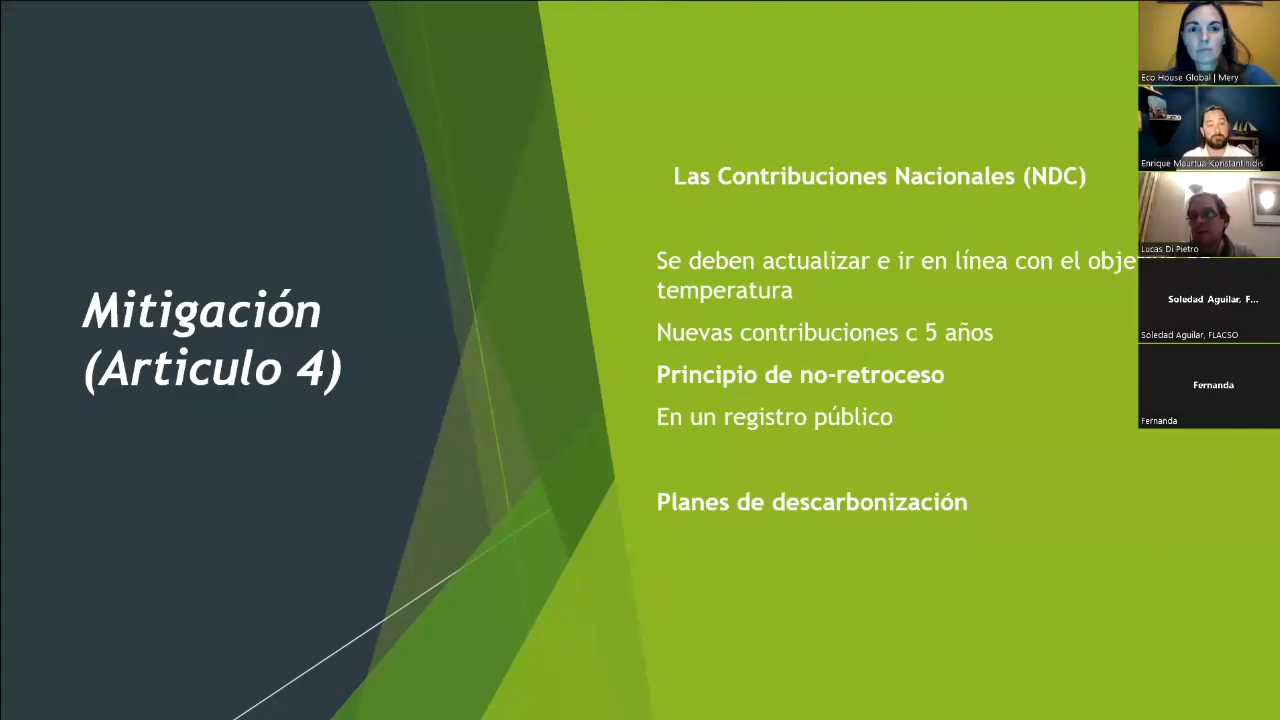 Mitigación
(Articulo 4)
Las Contribuciones Nacionales (NDC)
Se deben actualizar e ir en línea con el
temperatura
Nuevas contribuciones c 5 años
Principio de no-retroceso
En un registro público
Planes de descarbonización
Eco House Global | Mery
Enrique Maurtua Konstantinidis
Lucas Di Pietro
Soledad Aguilar, F...
Soledad Aguilar, FLACSO
Fernanda
Fernanda